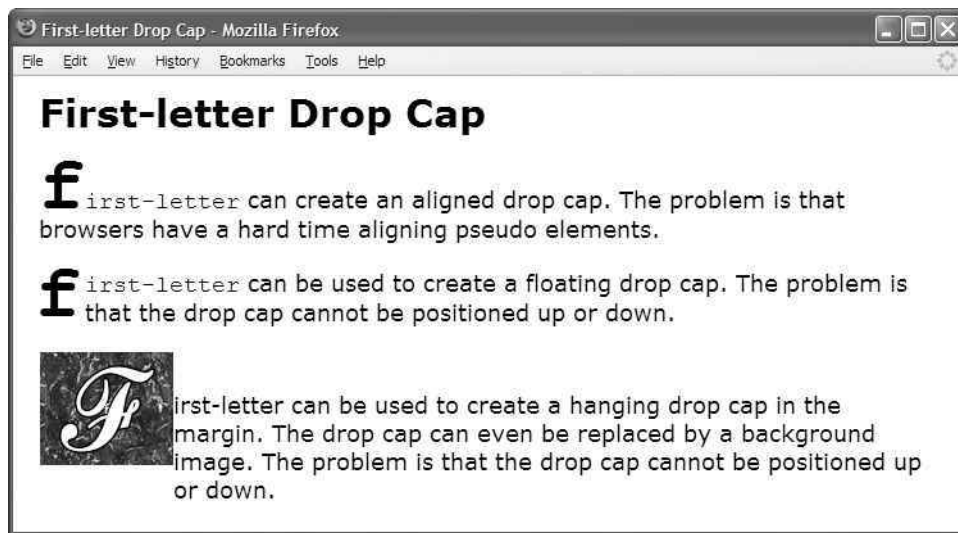 First-letter Drop Cap - Mozilla Firefox
File Edit View History Bookmarks Tools Help
First-letter Drop Cap
first-letter can create an aligned drop cap. The problem is that
browsers have a hard time aligning pseudo elements.
first-letter can be used to create a floating drop cap. The problem is
that the drop cap cannot be positioned up or down.
First-letter can be used to create a hanging drop cap in the
margin. The drop cap can even be replaced by a background
image. The problem is that the drop cap cannot be positioned up
or down.